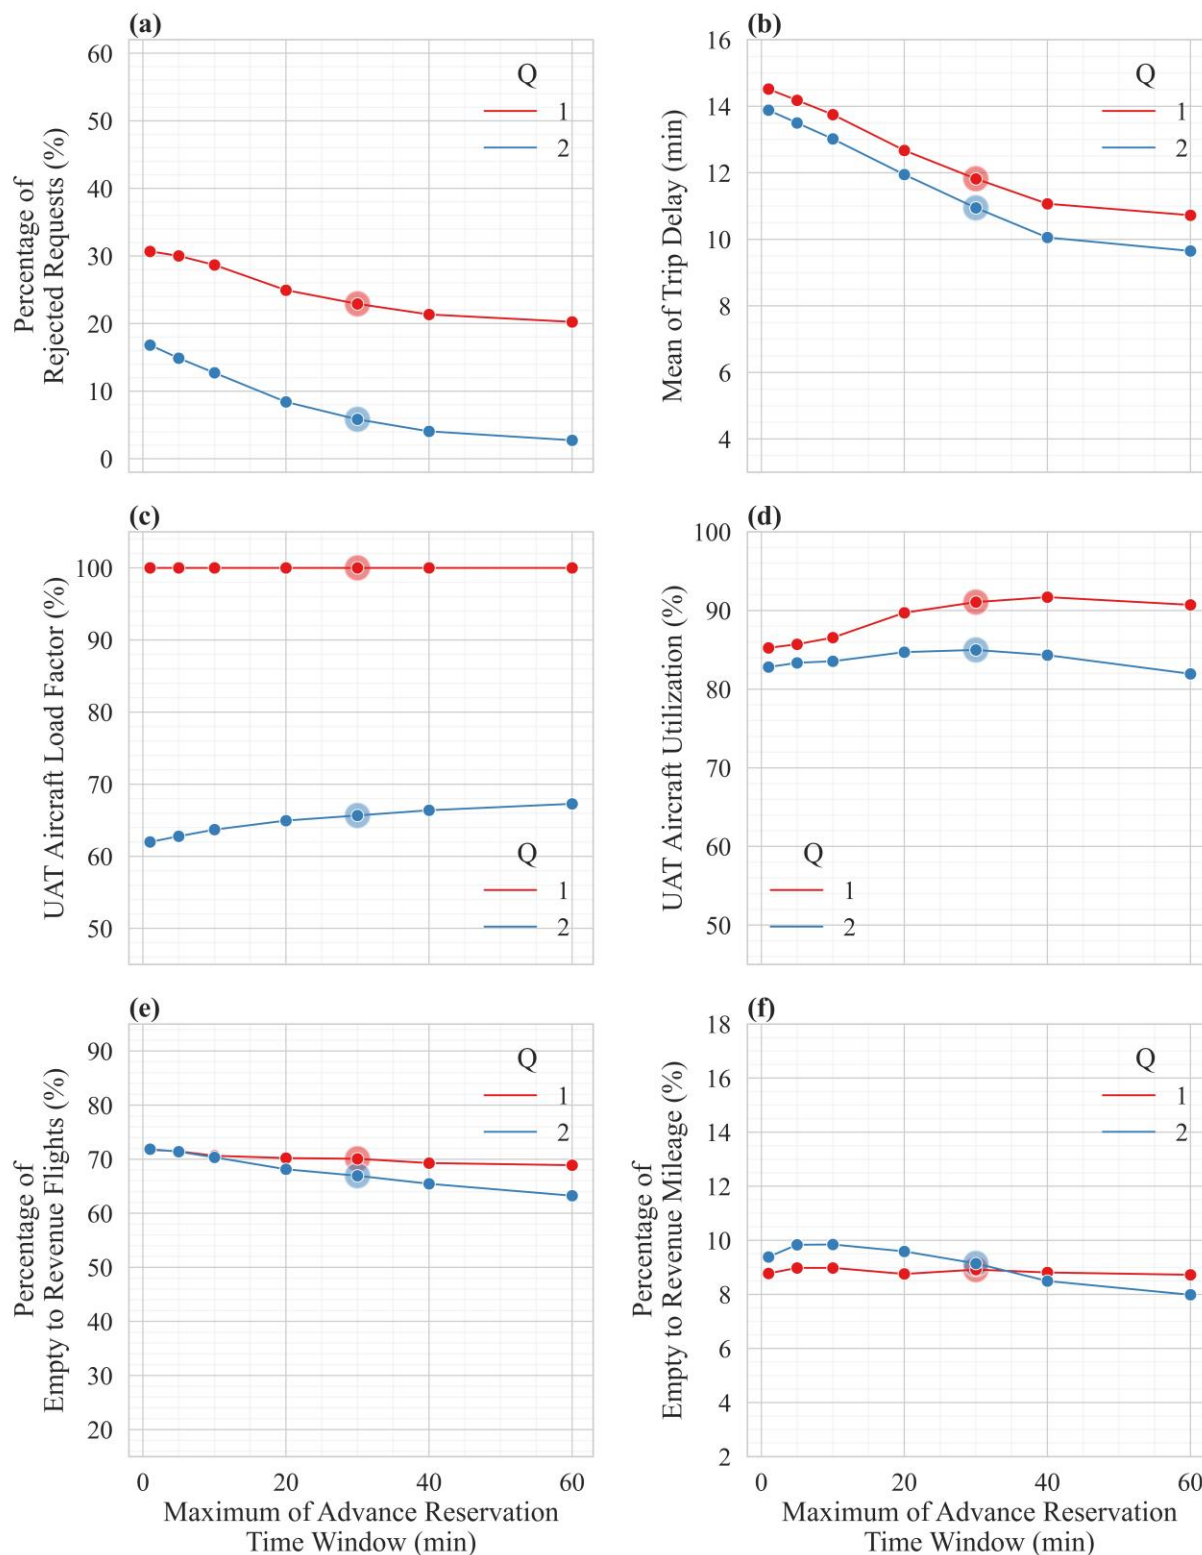 (a)
60
50
40
30
20
10
0
Percentage of
Rejected Requests (%)
Q
1
2
(b)
16
14
12
10
8
6
4
Mean of Trip Delay (min)
Q
1
2
(c)
100
90
80
70
60
50
UAT Aircraft Load Factor (%)
Q
1
2
(d)
100
90
80
70
60
50
UAT Aircraft Utilization (%)
Q
1
2
(e)
90
80
70
60
50
40
30
20
Percentage of
Empty to Revenue Flights (%)
Q
1
2
0 20 40 60
Maximum of Advance Reservation
Time Window (min)
(f)
18
16
14
12
10
8
6
4
2
Percentage of
Empty to Revenue Mileage (%)
Q
1
2
0 20 40 60
Maximum of Advance Reservation
Time Window (min)